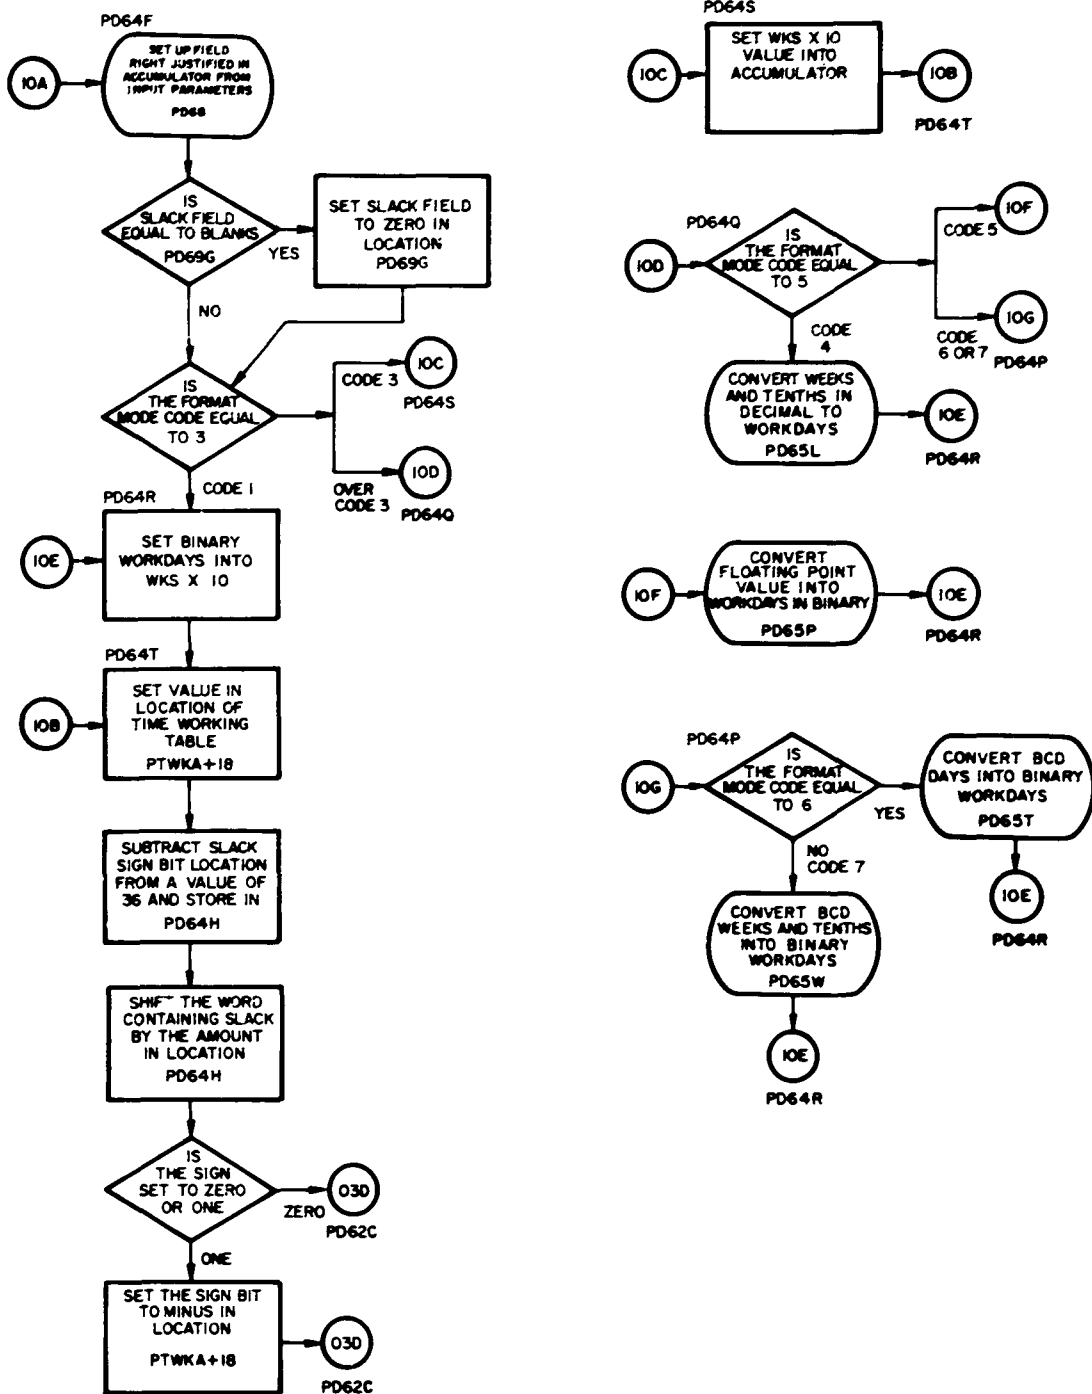 PD64F
10A
SET UP FIELD
RIGHT JUSTIFIED IN
ACCUMULATOR FROM
INPUT PARAMETERS
PD68
IS
SLACK FIELD
EQUAL TO BLANKS
PD69G
YES
SET SLACK FIELD
TO ZERO IN
LOCATION
PD69G
NO
IS
THE FORMAT
MODE CODE EQUAL
TO 3
CODE 3
10C
PD64S
OVER
CODE 3
10D
PD64Q
CODE 1
PD64R
10E
SET BINARY
WORKDAYS INTO
WKS X 10
PD64T
10B
SET VALUE IN
LOCATION OF
TIME WORKING
TABLE
PTWKA+18
SUBTRACT SLACK
SIGN BIT LOCATION
FROM A VALUE OF
36 AND STORE IN
PD64H
SHIFT THE WORD
CONTAINING SLACK
BY THE AMOUNT
IN LOCATION
PD64H
IS
THE SIGN
SET TO ZERO
OR ONE
ZERO
03D
PD62C
ONE
SET THE SIGN BIT
TO MINUS IN
LOCATION
PTWKA+18
03D
PD62C
PD64S
10C
SET WKS X 10
VALUE INTO
ACCUMULATOR
10B
PD64T
PD64Q
10D
IS
THE FORMAT
MODE CODE EQUAL
TO 5
CODE 5
10F
10G
CODE
6 OR 7
PD64P
CODE
4
CONVERT WEEKS
AND TENTHS IN
DECIMAL TO
WORKDAYS
PD65L
10E
PD64R
10F
CONVERT
FLOATING POINT
VALUE INTO
WORKDAYS IN BINARY
PD65P
10E
PD64R
PD64P
10G
IS
THE FORMAT
MODE CODE EQUAL
TO 6
YES
CONVERT BCD
DAYS INTO BINARY
WORKDAYS
PD65T
10E
PD64R
NO
CODE 7
CONVERT BCD
WEEKS AND TENTHS
INTO BINARY
WORKDAYS
PD65W
10E
PD64R